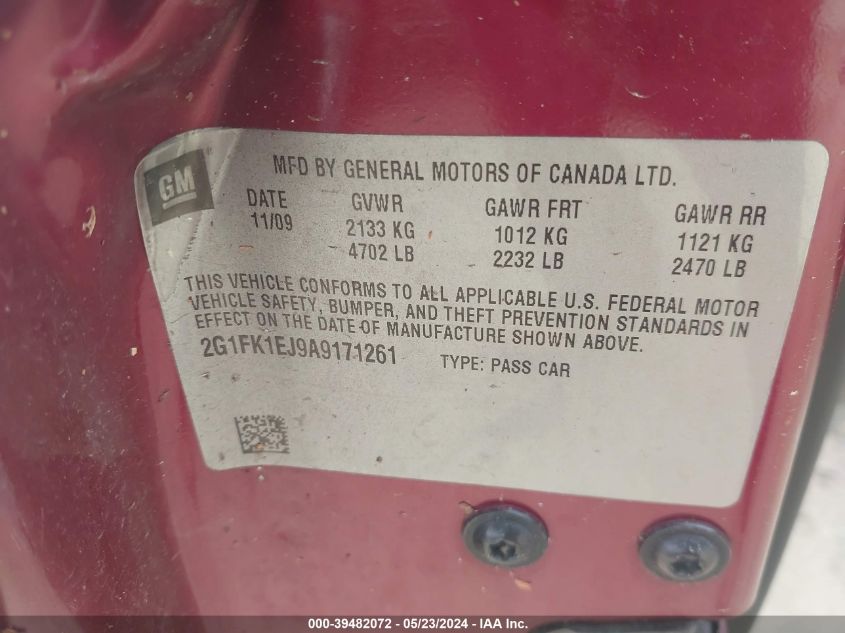 GM
MFD BY GENERAL MOTORS OF CANADA LTD.
DATE GVWR GAWR FRT GAWR RR
11/09 2133 KG 1012 KG 1121 KG
4702 LB 2232 LB 2470 LB
THIS VEHICLE CONFORMS TO ALL APPLICABLE U.S. FEDERAL MOTOR
VEHICLE SAFETY, BUMPER, AND THEFT PREVENTION STANDARDS IN
EFFECT ON THE DATE OF MANUFACTURE SHOWN ABOVE.
2G1FK1EJ9A9171261 TYPE: PASS CAR
000-39482072 / 05/23/2024 - IAA Inc.